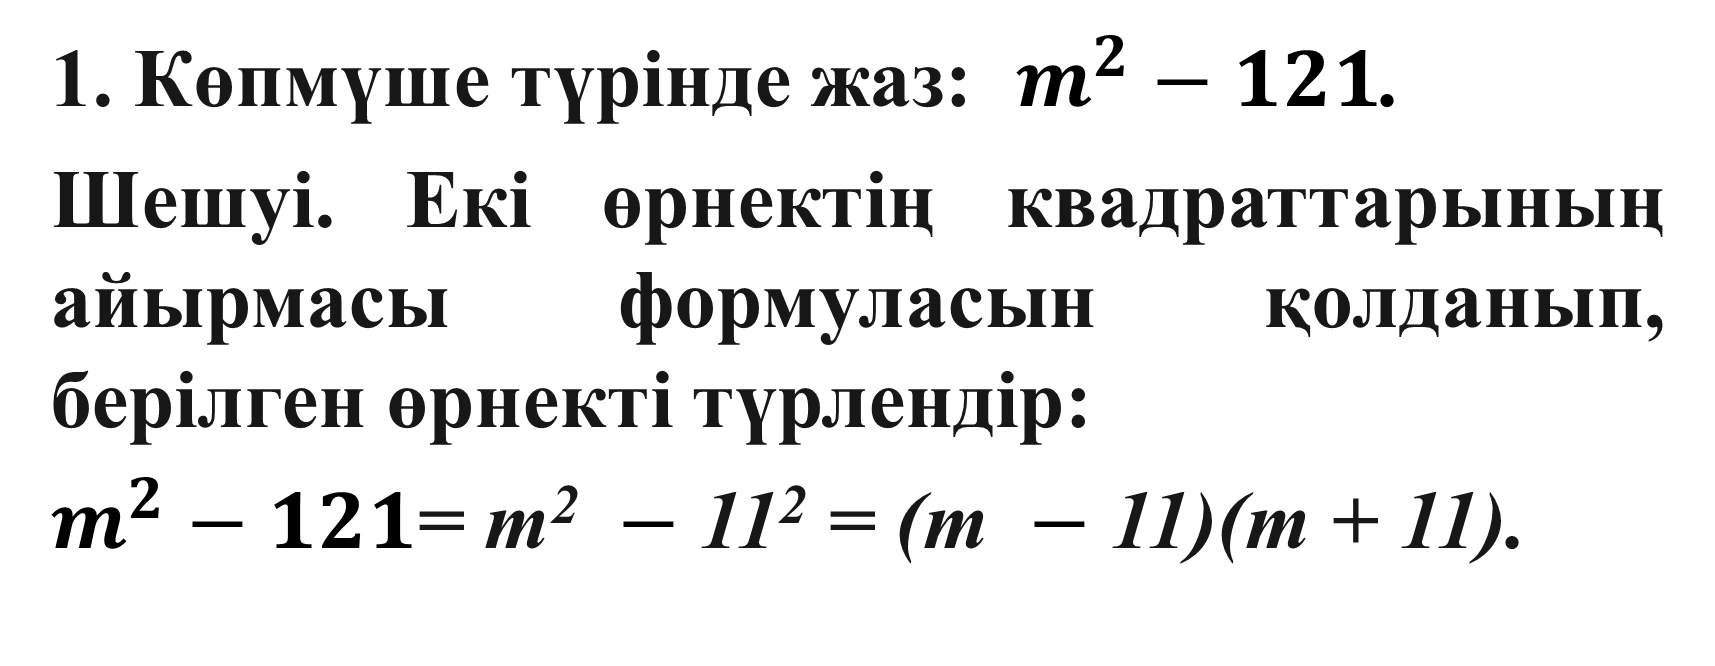 1. Көпмүше түрінде жаз: m² − 121.
Шешуі. Екі өрнектің квадраттарының
айырмасы формуласын қолданып,
берілген өрнекті түрлендір:
m² − 121= m² − 11² = (m − 11)(m + 11).